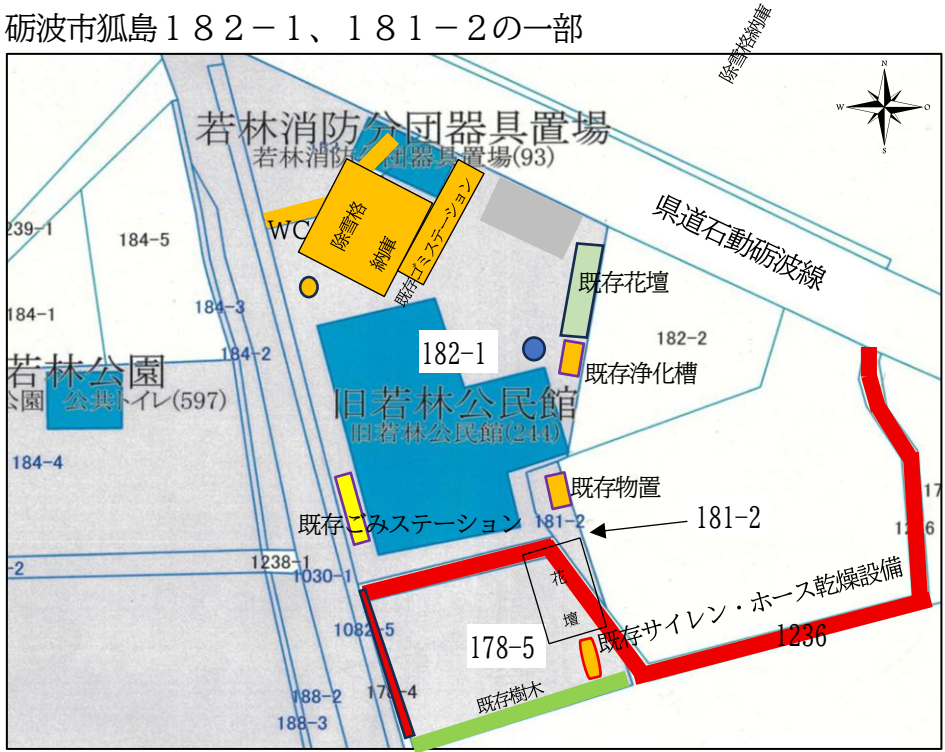 砺波市狐島１８２－１、１８１－２の一部
除雪格納庫
N
W
O
S
若林消防分団器具置場
若林消防分団器具置場(93)
県道石動砺波線
239-1
184-5
WC
除雪格
納庫
既存ゴミステーション
既存花壇
184-1
184-3
184-2
182-1
182-2
若林公園
公園 公共トイレ(597)
既存浄化槽
旧若林公民館
旧若林公民館(244)
184-4
既存物置
17
既存ごみステーション
181-2
181-2
1236
-2
1238-1
1030-1
花
壇
既存サイレン・ホース乾燥設備
1082-5
178-5
1236
188-2
178-4
既存樹木
188-3